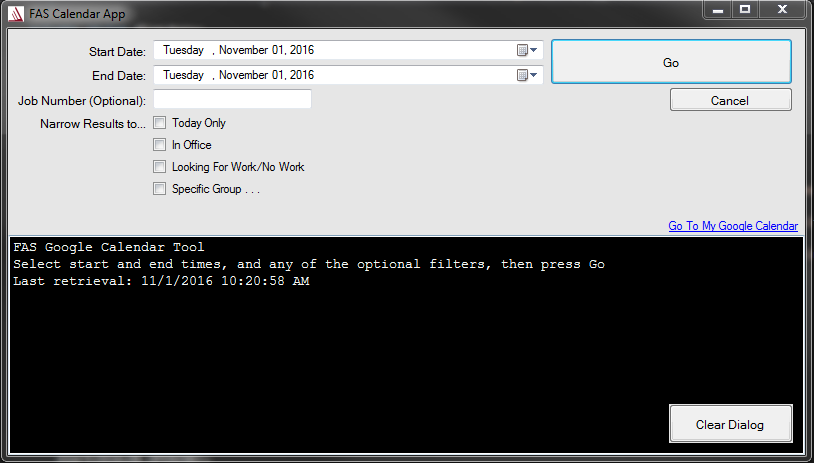 FAS Calendar App
Start Date: Tuesday , November 01, 2016
Go
End Date: Tuesday , November 01, 2016
Job Number (Optional):
Cancel
Narrow Results to... Today Only
In Office
Looking For Work/No Work
Specific Group . . .
Go To My Google Calendar
FAS Google Calendar Tool
Select start and end times, and any of the optional filters, then press Go
Last retrieval: 11/1/2016 10:20:58 AM
Clear Dialog